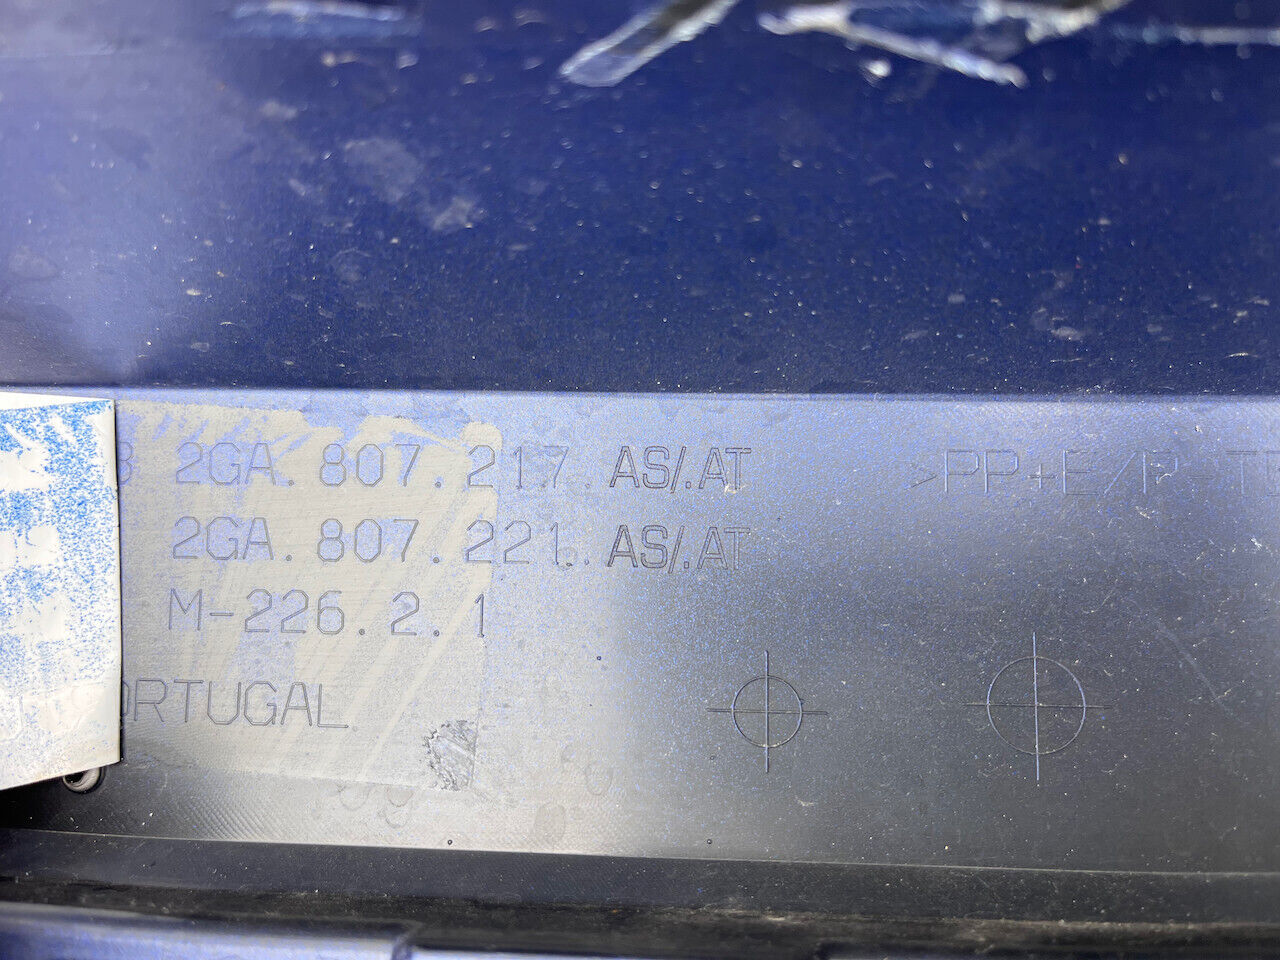 2GA.807.217. AS/.AT >PP+E/P-T
2GA.807.221. AS/.AT
M-226.2.1
ORTUGAL